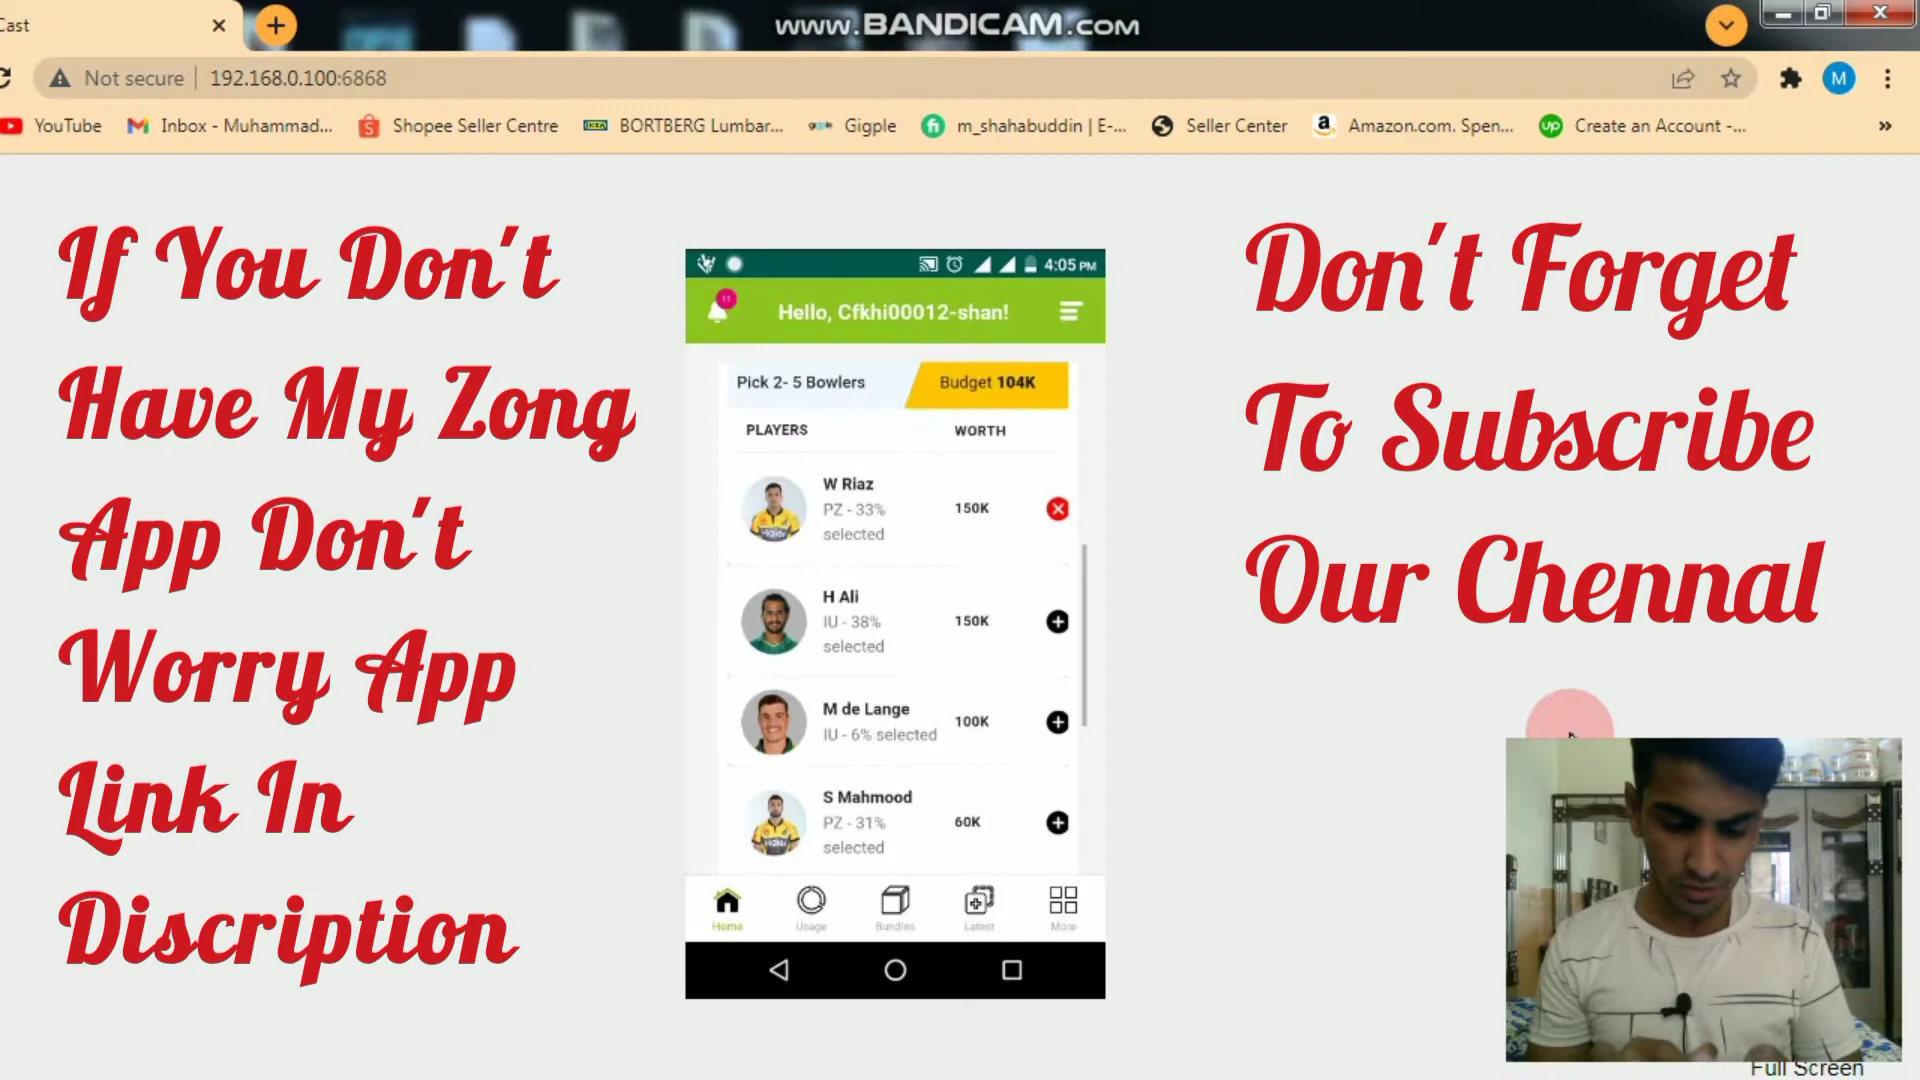 Cast
www.BANDICAM.com
Not secure
192.168.0.100:6868
M
YouTube
Inbox - Muhammad...
Shopee Seller Centre
BORTBERG Lumbar...
Gigple
m_shahabuddin | E-...
Seller Center
Amazon.com. Spen...
Create an Account -...
If You Don't
Have My Zong
App Don't
Worry App
Link In
Discription
4:05 PM
11
Hello, Cfkhi00012-shan!
Pick 2- 5 Bowlers
Budget 104K
PLAYERS
WORTH
W Riaz
PZ - 33%
selected
150K
H Ali
IU - 38%
selected
150K
M de Lange
IU - 6% selected
100K
S Mahmood
PZ - 31%
selected
60K
Home
Usage
Bundles
Latest
More
Don't Forget
To Subscribe
Our Chennal
Full Screen